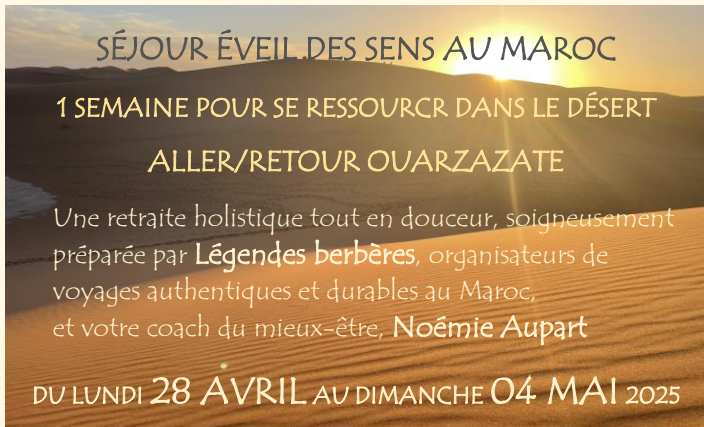 SÉJOUR ÉVEIL DES SENS AU MAROC
1 SEMAINE POUR SE RESSOURCR DANS LE DÉSERT
ALLER/RETOUR OUARZAZATE
Une retraite holistique tout en douceur, soigneusement
préparée par Légendes berbères, organisateurs de
voyages authentiques et durables au Maroc,
et votre coach du mieux-être, Noémie Aupart
DU LUNDI 28 AVRIL AU DIMANCHE 04 MAI 2025